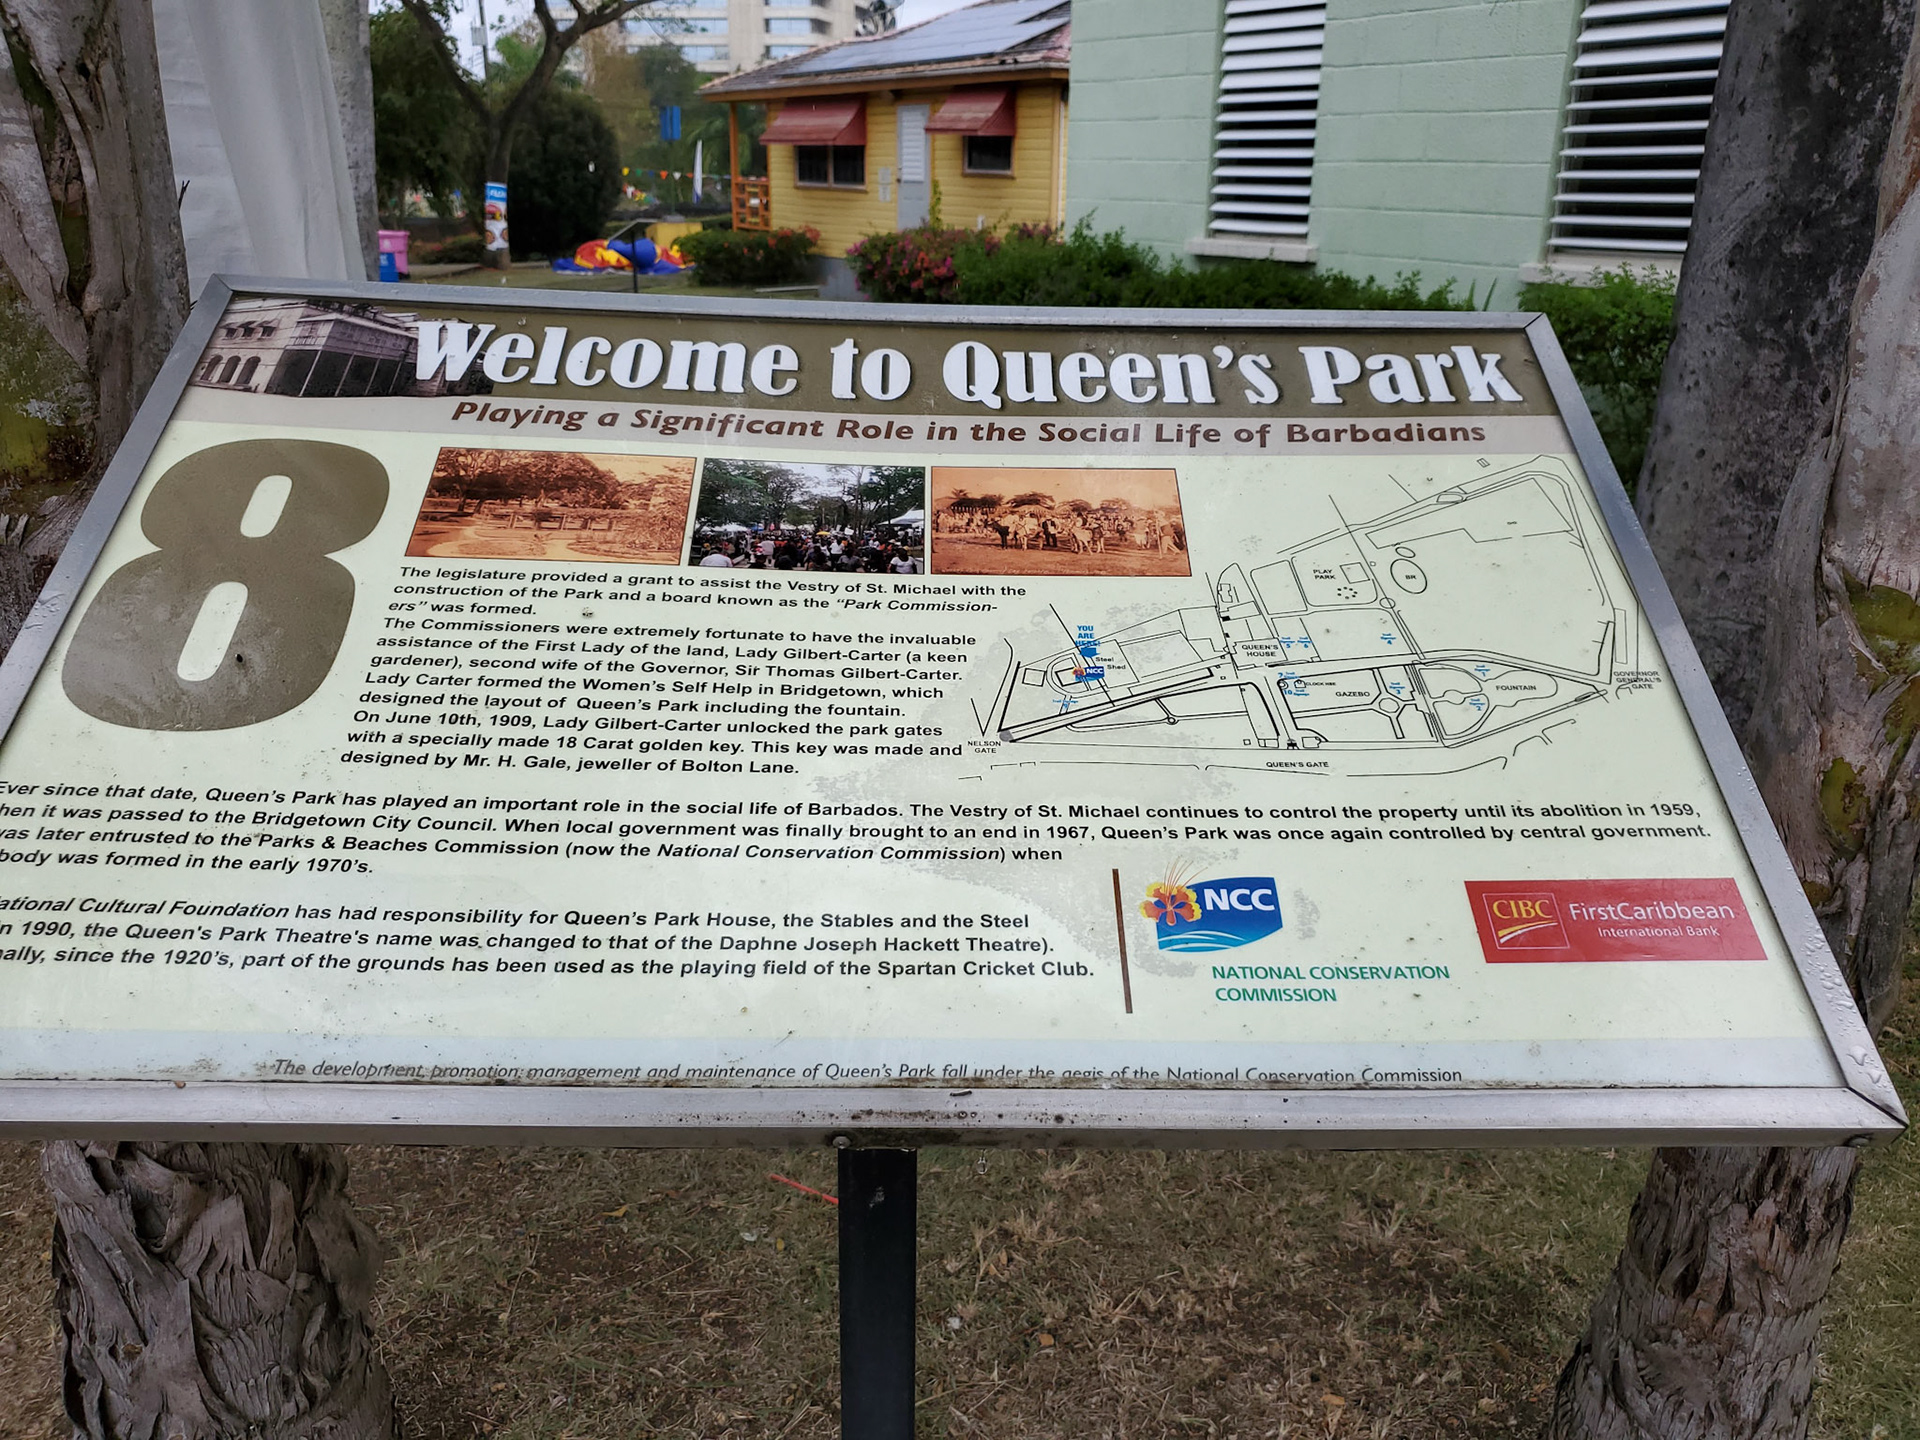 Welcome to Queen's Park
Playing a Significant Role in the Social Life of Barbadians
8
The legislature provided a grant to assist the Vestry of St. Michael with the
construction of the Park and a board known as the "Park Commission-
ers" was formed.
The Commissioners were extremely fortunate to have the invaluable
assistance of the First Lady of the land, Lady Gilbert-Carter (a keen
gardener), second wife of the Governor, Sir Thomas Gilbert-Carter.
Lady Carter formed the Women's Self Help in Bridgetown, which
designed the layout of Queen's Park including the fountain.
On June 10th, 1909, Lady Gilbert-Carter unlocked the park gates
with a specially made 18 Carat golden key. This key was made and
designed by Mr. H. Gale, jeweller of Bolton Lane.
PLAY
PARK
BR
YOU
ARE
HERE!
Steel
Shed
NCC
QUEEN'S
HOUSE
GAZEBO
FOUNTAIN
GOVERNOR
GENERAL'S
GATE
NELSON
GATE
QUEEN'S GATE
Ever since that date, Queen's Park has played an important role in the social life of Barbados. The Vestry of St. Michael continues to control the property until its abolition in 1959,
hen it was passed to the Bridgetown City Council. When local government was finally brought to an end in 1967, Queen's Park was once again controlled by central government.
was later entrusted to the Parks & Beaches Commission (now the National Conservation Commission) when
body was formed in the early 1970's.
ational Cultural Foundation has had responsibility for Queen's Park House, the Stables and the Steel
in 1990, the Queen's Park Theatre's name was changed to that of the Daphne Joseph Hackett Theatre).
nally, since the 1920's, part of the grounds has been used as the playing field of the Spartan Cricket Club.
NCC
NATIONAL CONSERVATION
COMMISSION
CIBC
FirstCaribbean
International Bank
The development, promotion, management and maintenance of Queen's Park fall under the aegis of the National Conservation Commission